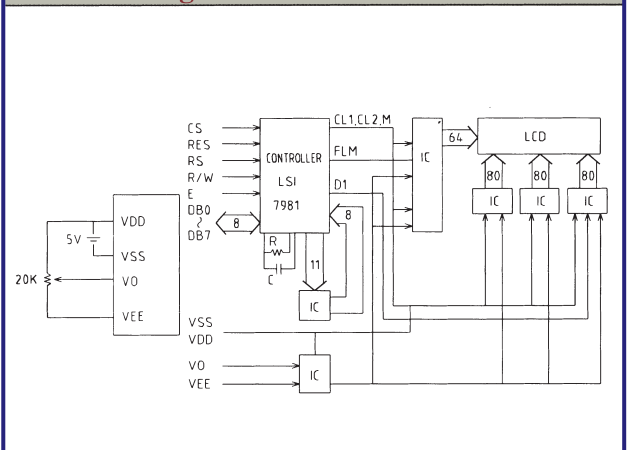 CS
RES
RS
R/W
E
DB0
~
DB7
8
CONTROLLER
LSI
7981
R
C
CL1,CL2,M
FLM
D1
8
11
IC
IC
64
LCD
80
80
80
IC
IC
IC
VDD
5V
VSS
20K
VO
VEE
VSS
VDD
VO
VEE
IC